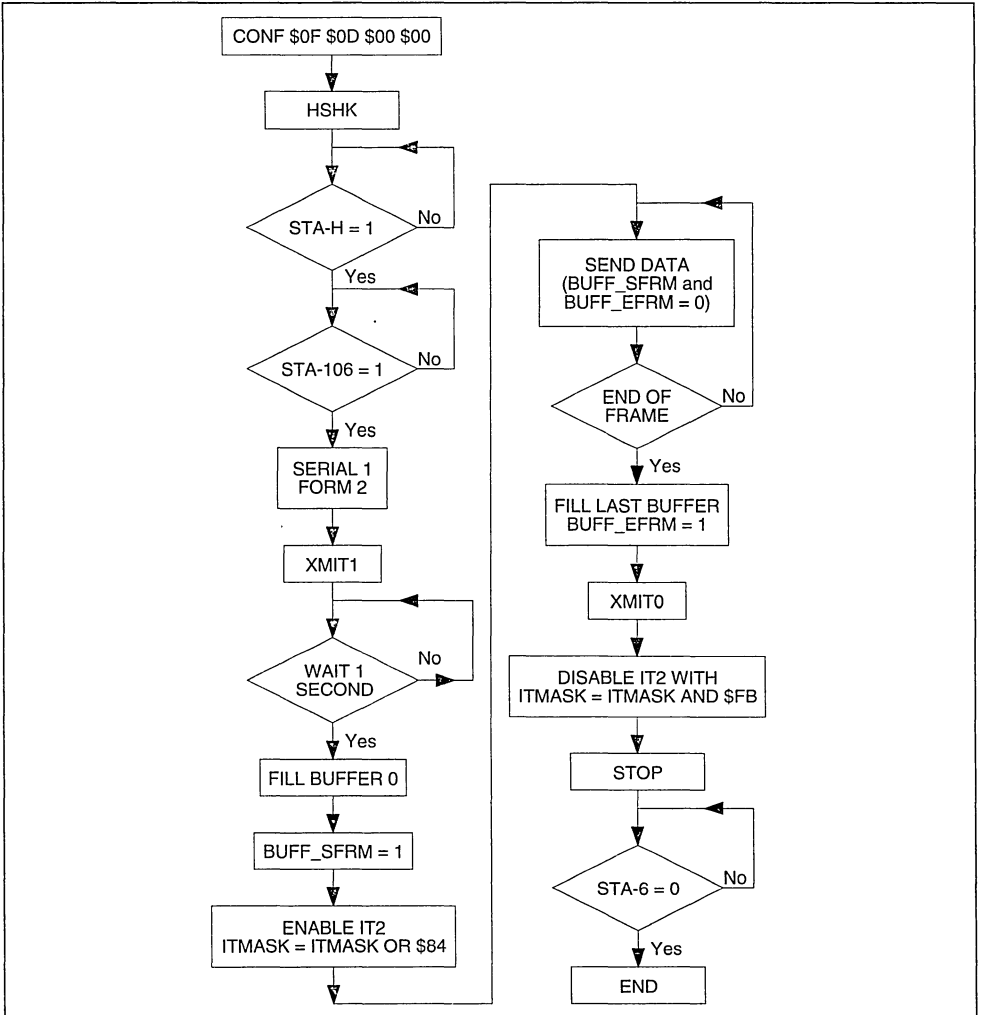 CONF $0F $0D $00 $00
HSHK
STA-H = 1
No
Yes
STA-106 = 1
No
Yes
SERIAL 1
FORM 2
XMIT1
WAIT 1
SECOND
No
Yes
FILL BUFFER 0
BUFF_SFRM = 1
ENABLE IT2
ITMASK = ITMASK OR $84
SEND DATA
(BUFF_SFRM and
BUFF_EFRM = 0)
END OF
FRAME
No
Yes
FILL LAST BUFFER
BUFF_EFRM = 1
XMIT0
DISABLE IT2 WITH
ITMASK = ITMASK AND $FB
STOP
STA-6 = 0
No
Yes
END